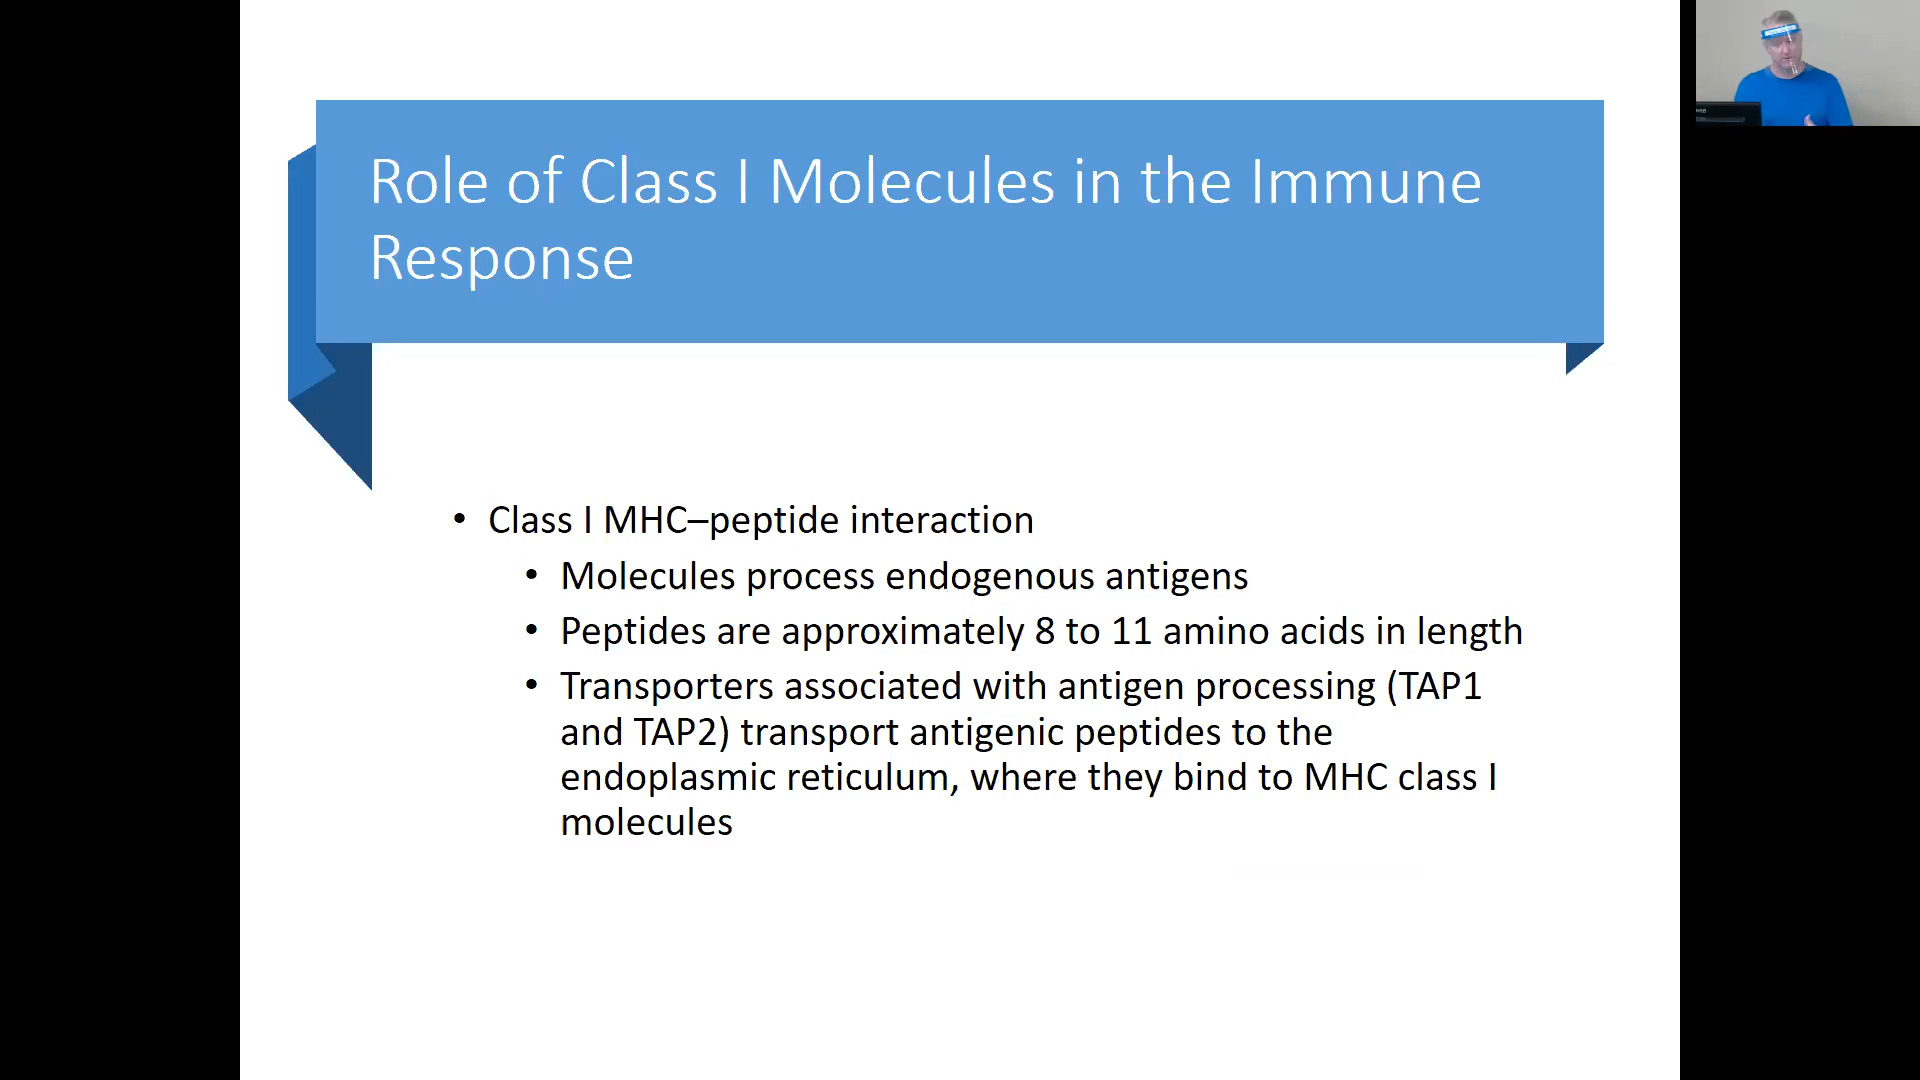 Role of Class I Molecules in the Immune
Response
• Class I MHC–peptide interaction
• Molecules process endogenous antigens
• Peptides are approximately 8 to 11 amino acids in length
• Transporters associated with antigen processing (TAP1
and TAP2) transport antigenic peptides to the
endoplasmic reticulum, where they bind to MHC class I
molecules